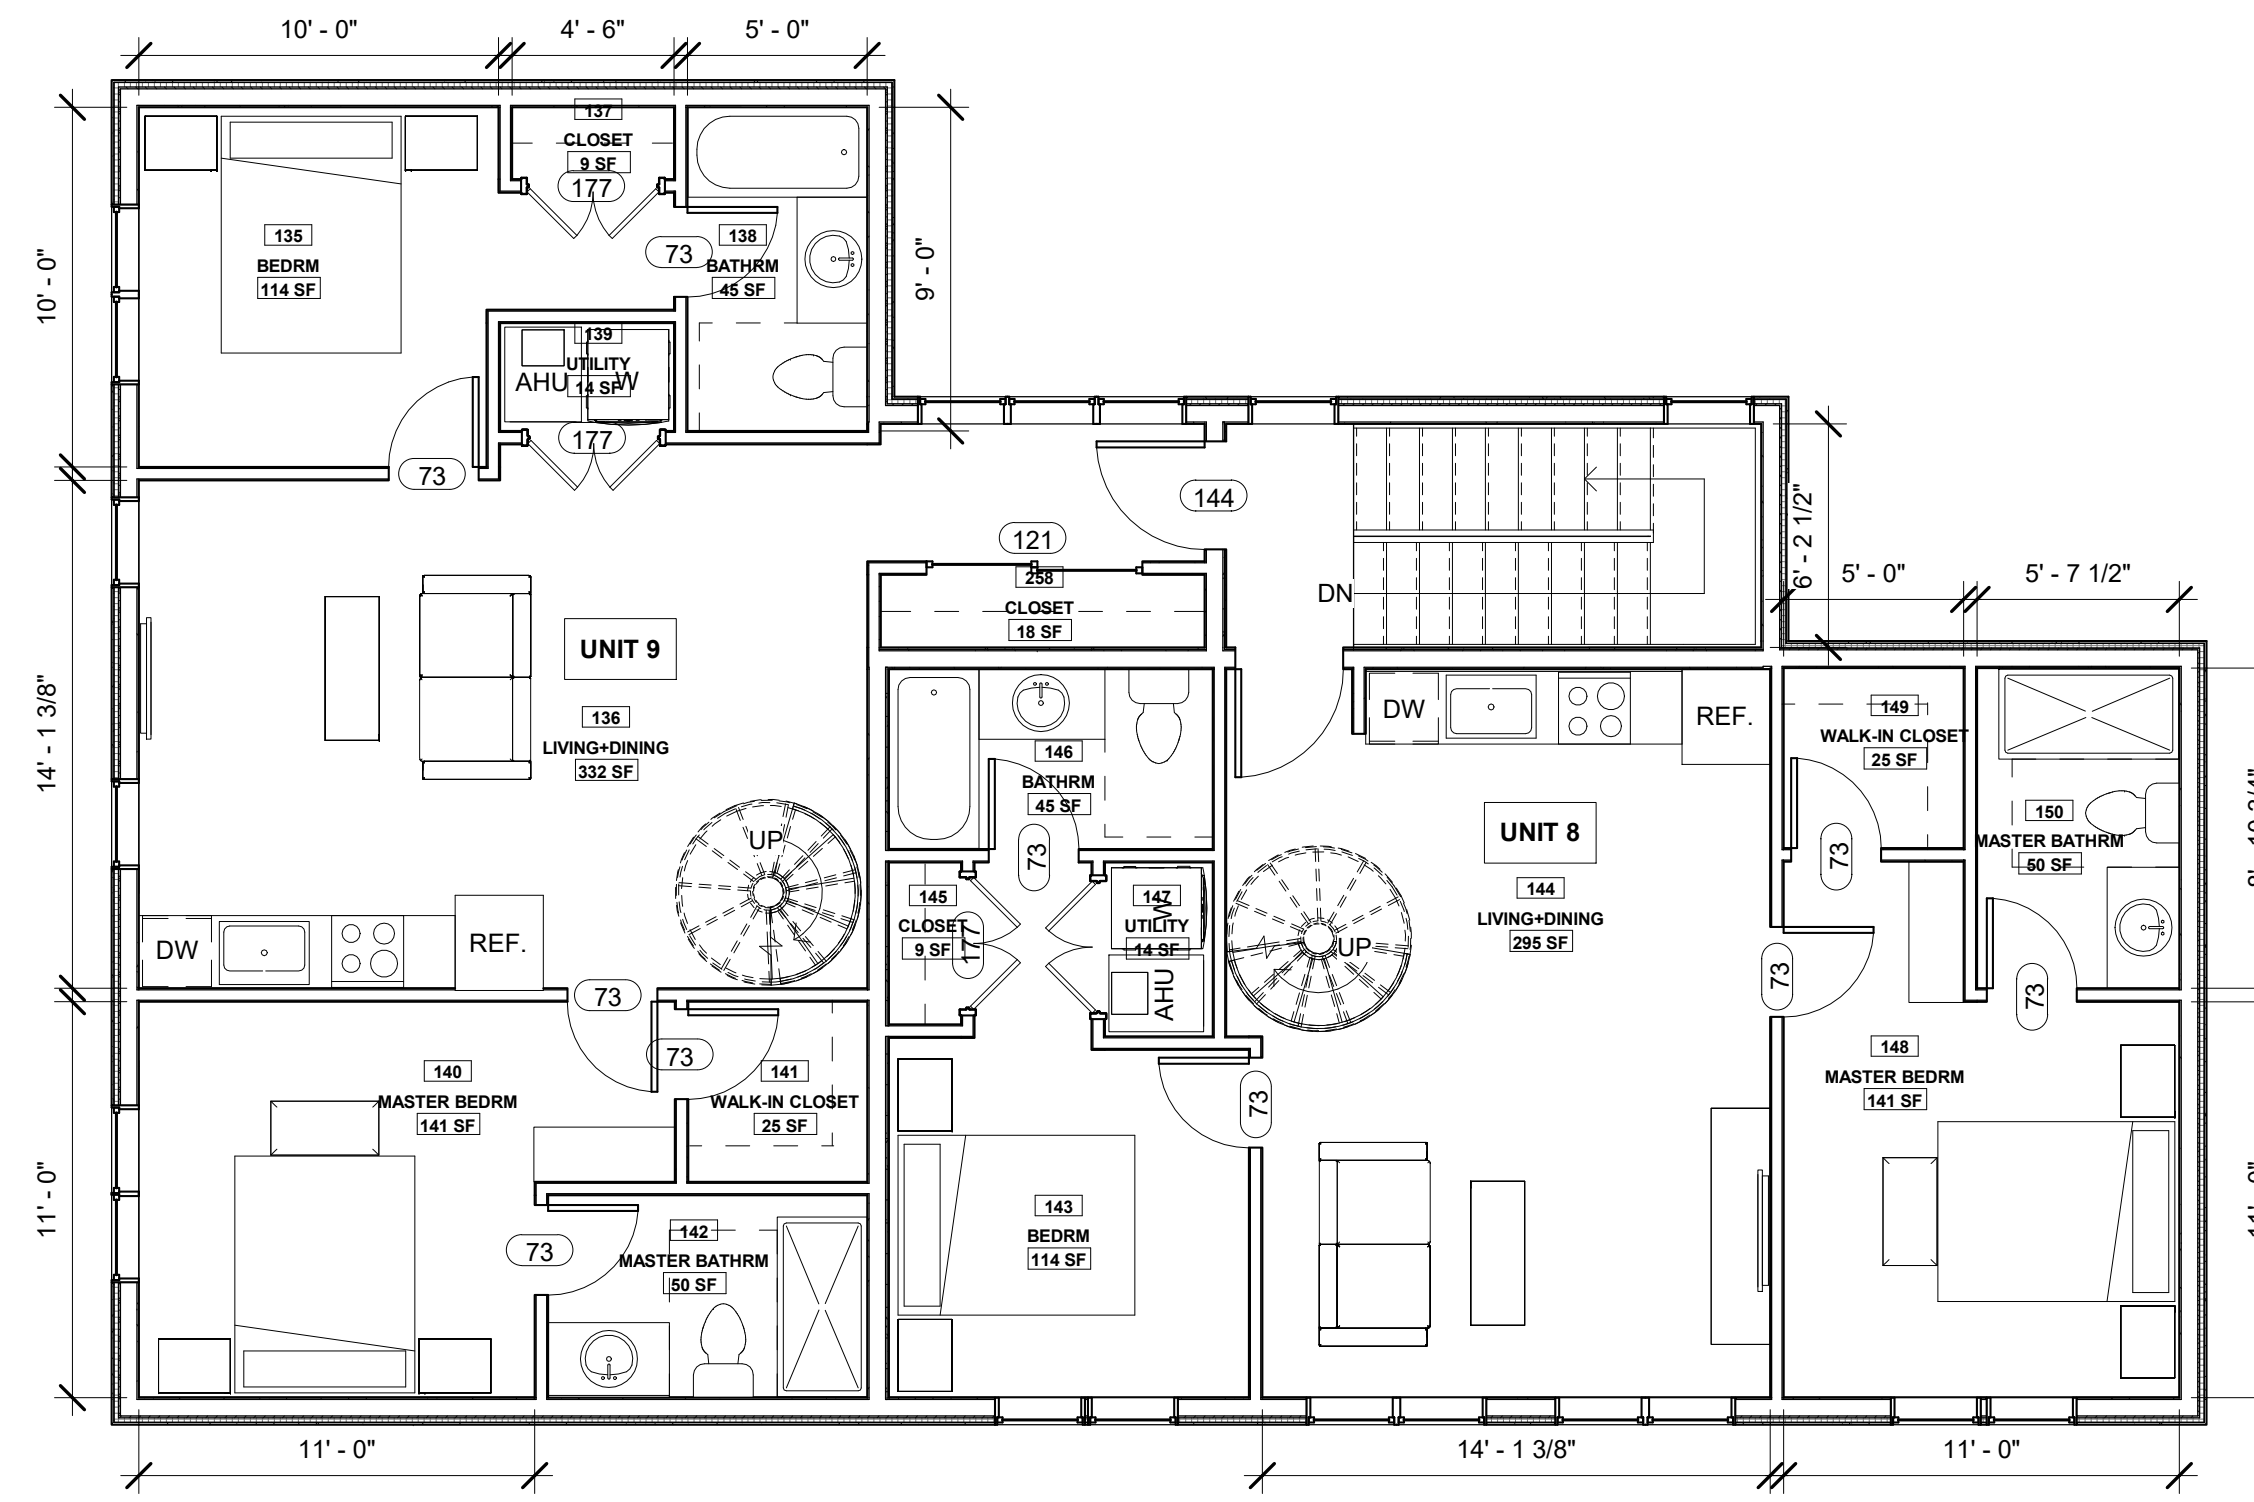 10' - 0"
4' - 6"
5' - 0"
137
CLOSET
9 SF
177
135
BEDRM
114 SF
10' - 0"
73
138
BATHRM
45 SF
9' - 0"
139
UTILITY
14 SF
AHU
W
177
73
144
121
258
CLOSET
18 SF
DN
6' - 2 1/2"
5' - 0"
5' - 7 1/2"
UNIT 9
136
LIVING+DINING
332 SF
14' - 1 3/8"
UP
DW
REF.
146
BATHRM
45 SF
73
145
CLOSET
9 SF
177
147
W
UTILITY
14 SF
AHU
DW
REF.
UNIT 8
144
LIVING+DINING
295 SF
UP
149
WALK-IN CLOSET
25 SF
73
150
MASTER BATHRM
50 SF
73
73
73
73
140
MASTER BEDRM
141 SF
141
WALK-IN CLOSET
25 SF
11' - 0"
73
142
MASTER BATHRM
50 SF
73
143
BEDRM
114 SF
148
MASTER BEDRM
141 SF
11' - 0"
14' - 1 3/8"
11' - 0"